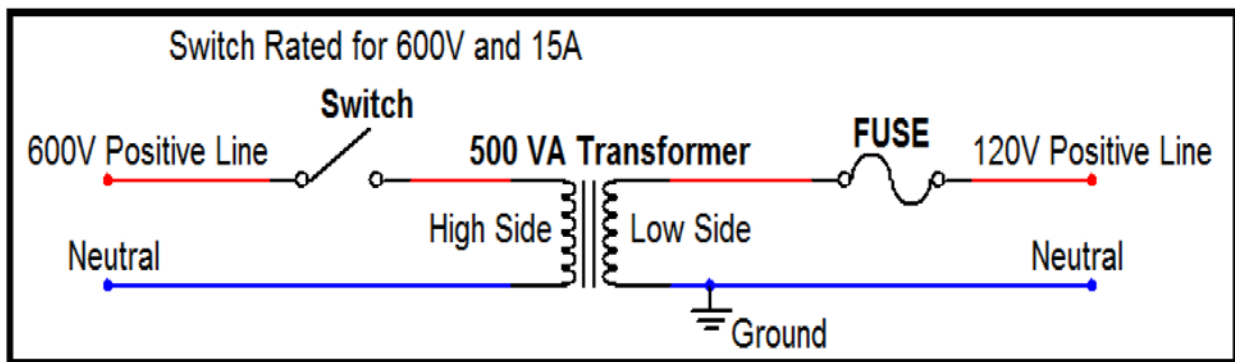 Switch Rated for 600V and 15A
Switch
600V Positive Line
500 VA Transformer
FUSE
120V Positive Line
High Side
Low Side
Neutral
Neutral
Ground